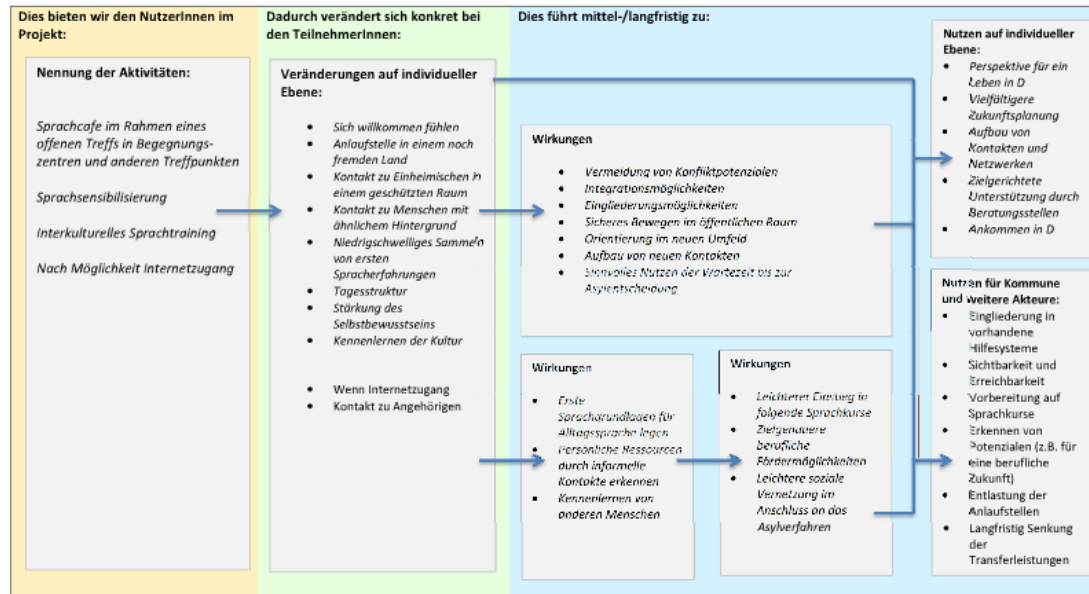 Dies bieten wir den NutzerInnen im
Projekt:
Nennung der Aktivitäten:
Sprachcafe im Rahmen eines
offenen Treffs in Begegnungs-
zentren und anderen Treffpunkten
Sprachsensibilisierung
Interkulturelles Sprachtraining
Nach Möglichkeit Internetzugang
Dadurch verändert sich konkret bei
den TeilnehmerInnen:
Veränderungen auf individueller
Ebene:
• Sich willkommen fühlen
• Anlaufstelle in einem noch
fremden Land
• Kontakt zu Einheimischen in
einem geschützten Raum
• Kontakt zu Menschen mit
ähnlichem Hintergrund
• Niedrigschwelliges Sammeln
von ersten
Spracherfahrungen
• Tagesstruktur
• Stärkung des
Selbstbewusstseins
• Kennenlernen der Kultur
• Wenn Internetzugang
• Kontakt zu Angehörigen
Dies führt mittel-/langfristig zu:
Wirkungen
• Vermeidung von Konfliktpotenzialen
• Integrationsmöglichkeiten
• Eingliederungsmöglichkeiten
• Sicheres Bewegen im öffentlichen Raum
• Orientierung im neuen Umfeld
• Aufbau von neuen Kontakten
• Sinnvolles Nutzen der Wartezeit bis zur
Asylentscheidung
Wirkungen
• Erste
Sprachgrundlagen für
Alltagssprache legen
• Persönliche Ressourcen
durch informelle
Kontakte erkennen
• Kennenlernen von
anderen Menschen
Wirkungen
• Leichterer Einstieg in
folgende Sprachkurse
• Zielgenauere
berufliche
Fördermöglichkeiten
• Leichtere soziale
Vernetzung im
Anschluss an das
Asylverfahren
Nutzen auf individueller
Ebene:
• Perspektive für ein
Leben in D
• Vielfältigere
Zukunftsplanung
• Aufbau von
Kontakten und
Netzwerken
• Zielgerichtete
Unterstützung durch
Beratungsstellen
• Ankommen in D
Nutzen für Kommune
und weitere Akteure:
• Eingliederung in
vorhandene
Hilfesysteme
• Sichtbarkeit und
Erreichbarkeit
• Vorbereitung auf
Sprachkurse
• Erkennen von
Potenzialen (z.B. für
eine berufliche
Zukunft)
• Entlastung der
Anlaufstellen
• Langfristig Senkung
der
Transferleistungen